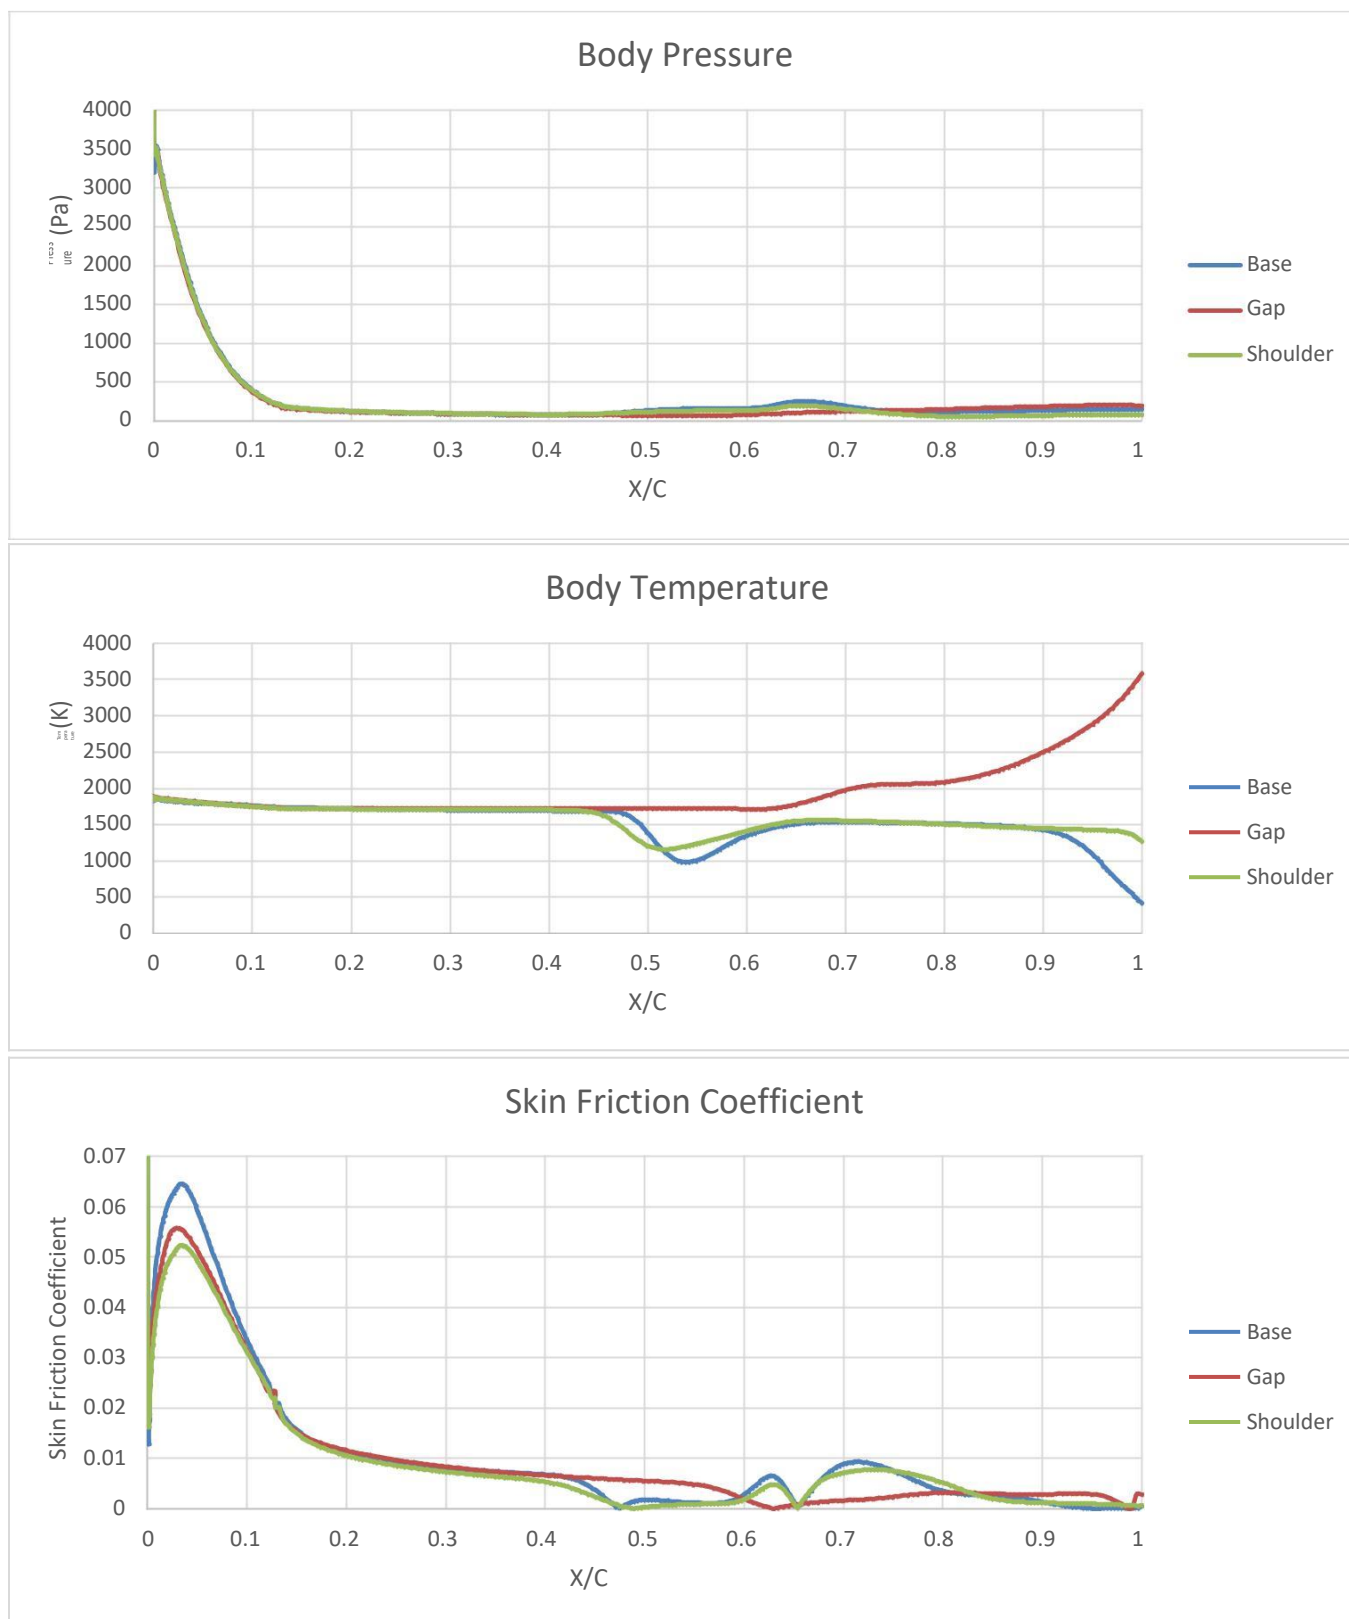 Body Pressure
4000
3500
3000
2500
2000
1500
1000
500
0
(Pa)
0 0.1 0.2 0.3 0.4 0.5 0.6 0.7 0.8 0.9 1
X/C
Base
Gap
Shoulder
Body Temperature
4000
3500
3000
2500
2000
1500
1000
500
0
(K)
0 0.1 0.2 0.3 0.4 0.5 0.6 0.7 0.8 0.9 1
X/C
Base
Gap
Shoulder
Skin Friction Coefficient
0.07
0.06
0.05
0.04
0.03
0.02
0.01
0
Skin Friction Coefficient
0 0.1 0.2 0.3 0.4 0.5 0.6 0.7 0.8 0.9 1
X/C
Base
Gap
Shoulder